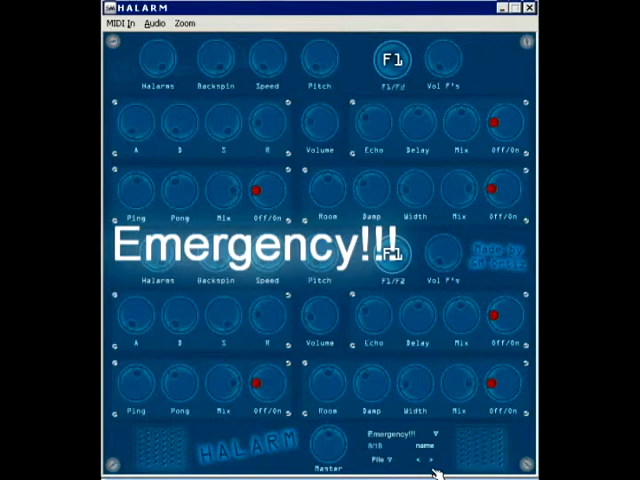 HALARM
MIDI In Audio Zoom
F1
Halarms Backspin Speed Pitch F1/F2 Vol F's
A D S R Volume Echo Delay Mix Off/On
Ping Pong Mix Off/On Room Damp Width Mix Off/On
Emergency!!!
F1
Made by
Halarms Backspin Speed Pitch F1/F2 Vol F's
A D S R Volume Echo Delay Mix Off/On
Ping Pong Mix Off/On Room Damp Width Mix Off/On
HALARM
Master
Emergency!!!
name
File < >